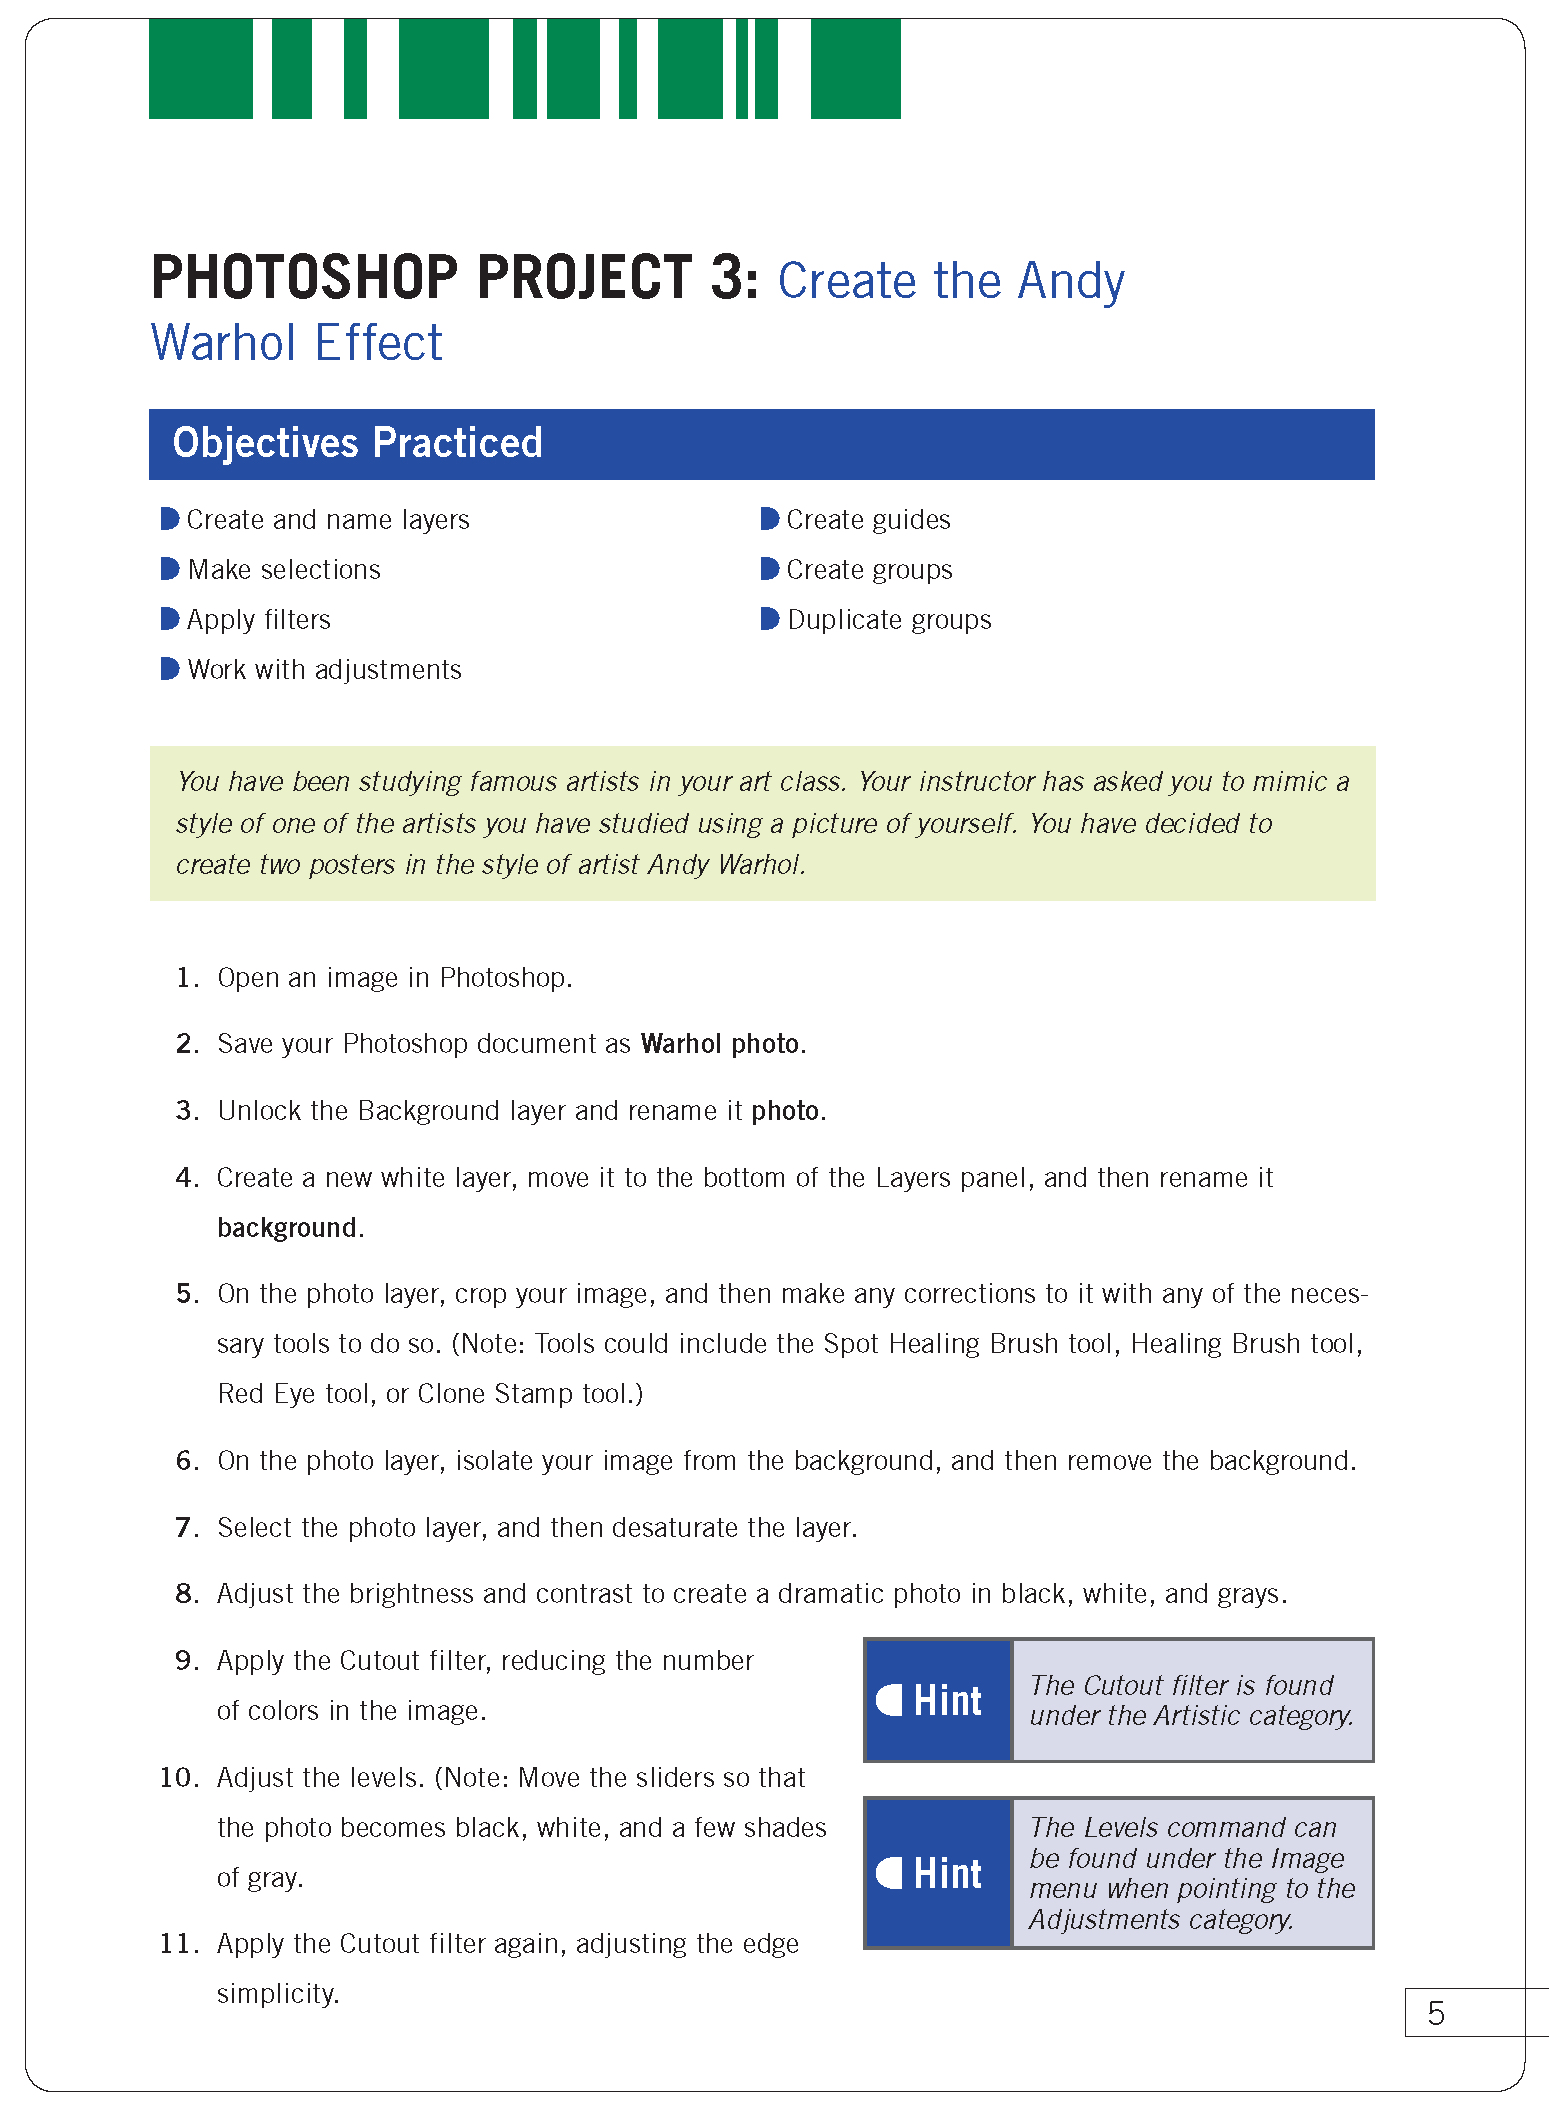 PHOTOSHOP PROJECT 3: Create the Andy
Warhol Effect
Objectives Practiced
Create and name layers
Make selections
Apply filters
Work with adjustments
Create guides
Create groups
Duplicate groups
You have been studying famous artists in your art class. Your instructor has asked you to mimic a
style of one of the artists you have studied using a picture of yourself. You have decided to
create two posters in the style of artist Andy Warhol.
1. Open an image in Photoshop.
2. Save your Photoshop document as Warhol photo.
3. Unlock the Background layer and rename it photo.
4. Create a new white layer, move it to the bottom of the Layers panel, and then rename it
background.
5. On the photo layer, crop your image, and then make any corrections to it with any of the neces-
sary tools to do so. (Note: Tools could include the Spot Healing Brush tool, Healing Brush tool,
Red Eye tool, or Clone Stamp tool.)
6. On the photo layer, isolate your image from the background, and then remove the background.
7. Select the photo layer, and then desaturate the layer.
8. Adjust the brightness and contrast to create a dramatic photo in black, white, and grays.
9. Apply the Cutout filter, reducing the number
of colors in the image.
10. Adjust the levels. (Note: Move the sliders so that
the photo becomes black, white, and a few shades
of gray.
11. Apply the Cutout filter again, adjusting the edge
simplicity.
Hint
The Cutout filter is found
under the Artistic category.
Hint
The Levels command can
be found under the Image
menu when pointing to the
Adjustments category.
5